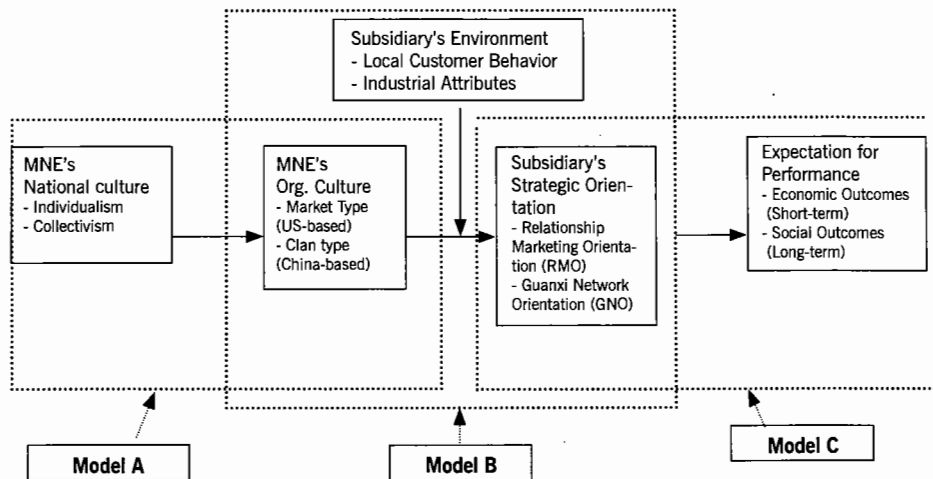 Subsidiary's Environment
- Local Customer Behavior
- Industrial Attributes
MNE's
National culture
- Individualism
- Collectivism
MNE's
Org. Culture
- Market Type
(US-based)
- Clan type
(China-based)
Subsidiary's
Strategic Orien-
tation
- Relationship
Marketing Orienta-
tion (RMO)
- Guanxi Network
Orientation (GNO)
Expectation for
Performance
- Economic Outcomes
(Short-term)
- Social Outcomes
(Long-term)
Model A
Model B
Model C